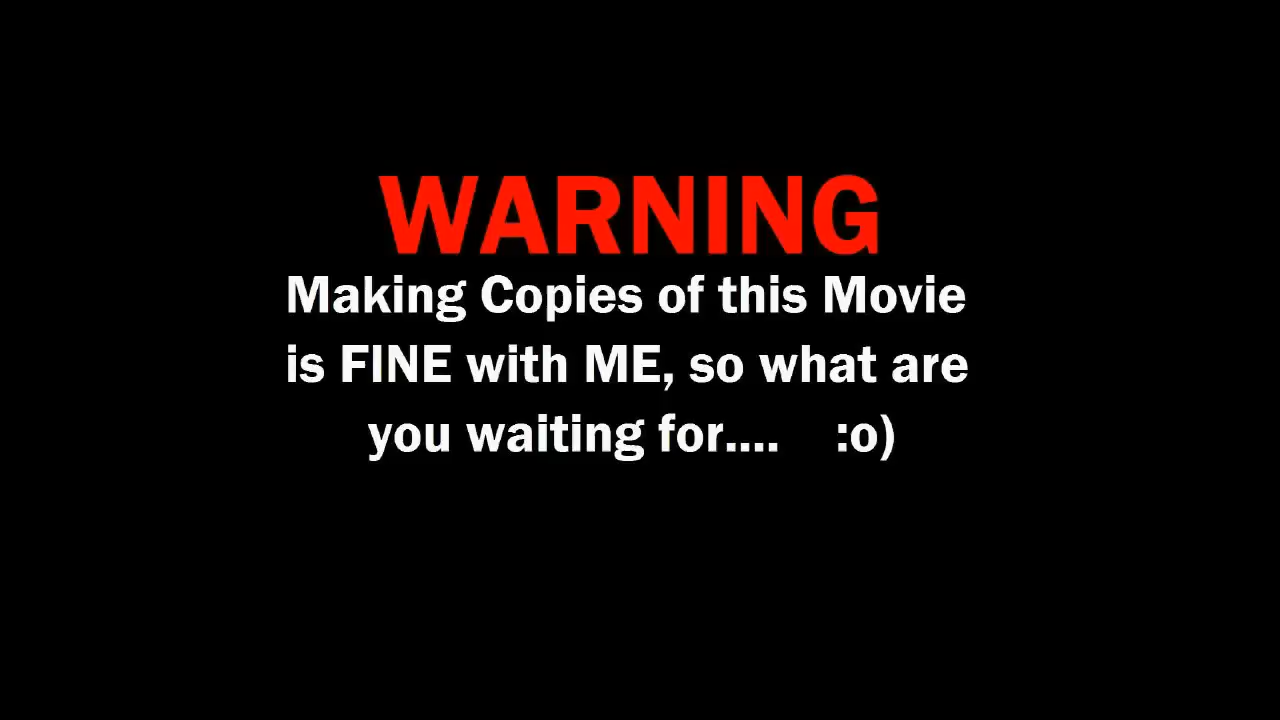 WARNING
Making Copies of this Movie
is FINE with ME, so what are
you waiting for.... :o)